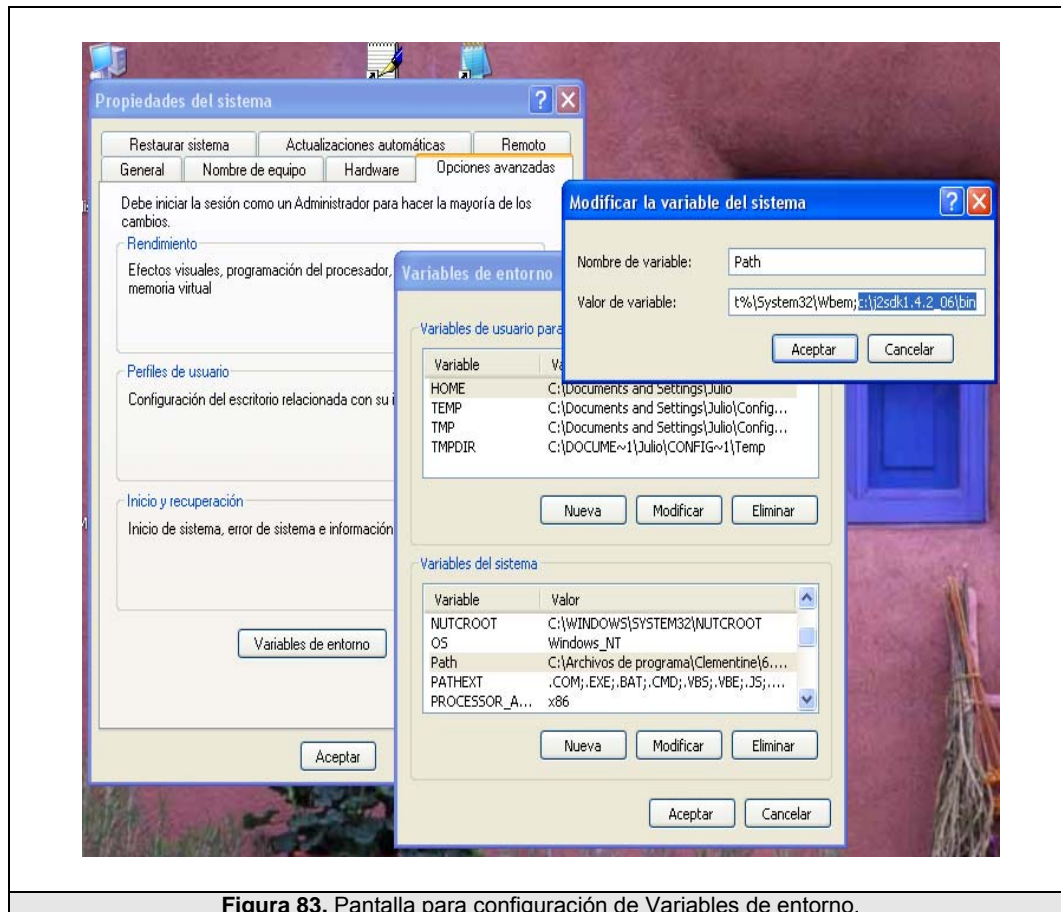 Propiedades del sistema
Restaurar sistema Actualizaciones automáticas Remoto
General Nombre de equipo Hardware Opciones avanzadas
Debe iniciar la sesión como un Administrador para hacer la mayoría de los
cambios.
Rendimiento
Efectos visuales, programación del procesador,
memoria virtual
Perfiles de usuario
Configuración del escritorio relacionada con su
Inicio y recuperación
Inicio de sistema, error de sistema e información
Variables de entorno
Aceptar
Variables de entorno
Variables de usuario para
Variable
HOME C:\Documents and Settings\Julio
TEMP C:\Documents and Settings\Julio\Config...
TMP C:\Documents and Settings\Julio\Config...
TMPDIR C:\DOCUME~1\Julio\CONFIG~1\Temp
Nueva Modificar Eliminar
Variables del sistema
Variable Valor
NUTCROOT C:\WINDOWS\SYSTEM32\NUTCROOT
OS Windows_NT
Path C:\Archivos de programa\Clementine\6....
PATHEXT .COM;.EXE;.BAT;.CMD;.VBS;.VBE;.JS;....
PROCESSOR_A... x86
Nueva Modificar Eliminar
Aceptar Cancelar
Modificar la variable del sistema
Nombre de variable: Path
Valor de variable: t%\System32\Wbem;c:\j2sdk1.4.2_06\bin
Aceptar Cancelar
Figura 83. Pantalla para configuración de Variables de entorno.